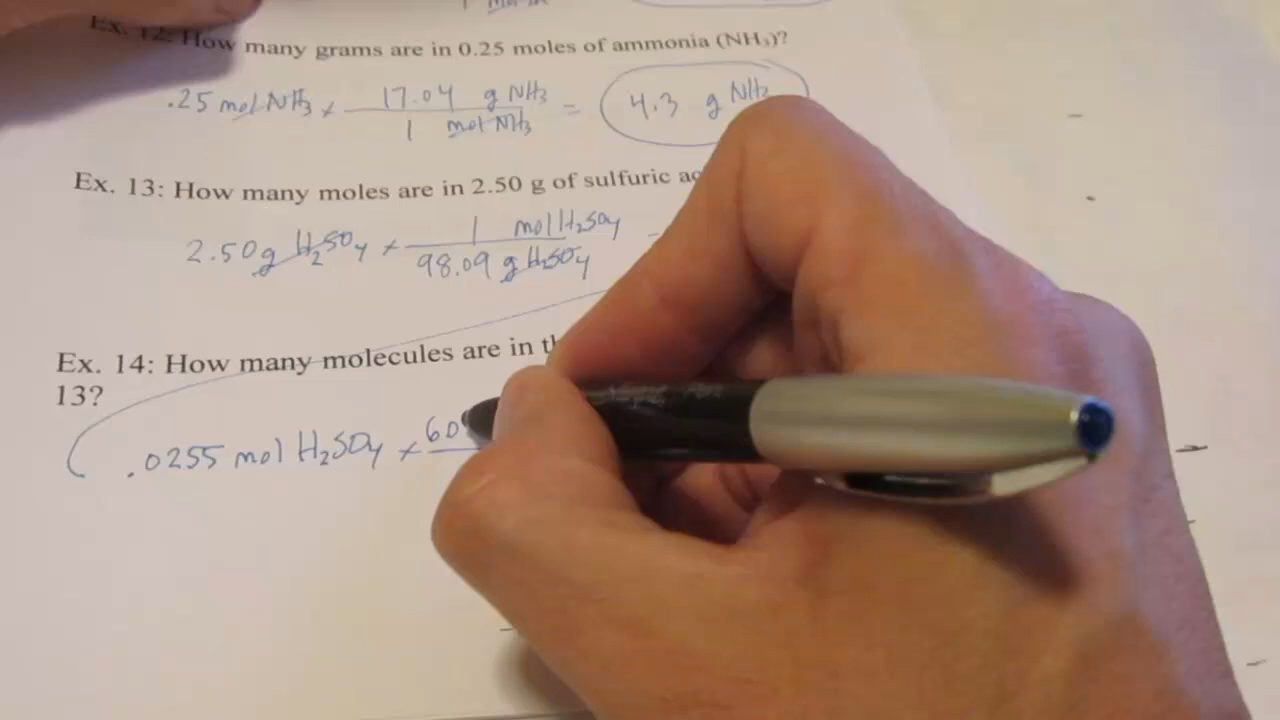 Ex. 12: How many grams are in 0.25 moles of ammonia (NH₃)?
.25 mol NH₃ × 17.04 g NH₃ = 4.3 g NH₃
1 mol NH₃
Ex. 13: How many moles are in 2.50 g of sulfuric
2.50g H₂SO₄ × 1 mol H₂SO₄
98.09 g H₂SO₄
Ex. 14: How many molecules are in
13?
.0255 mol H₂SO₄ × 60